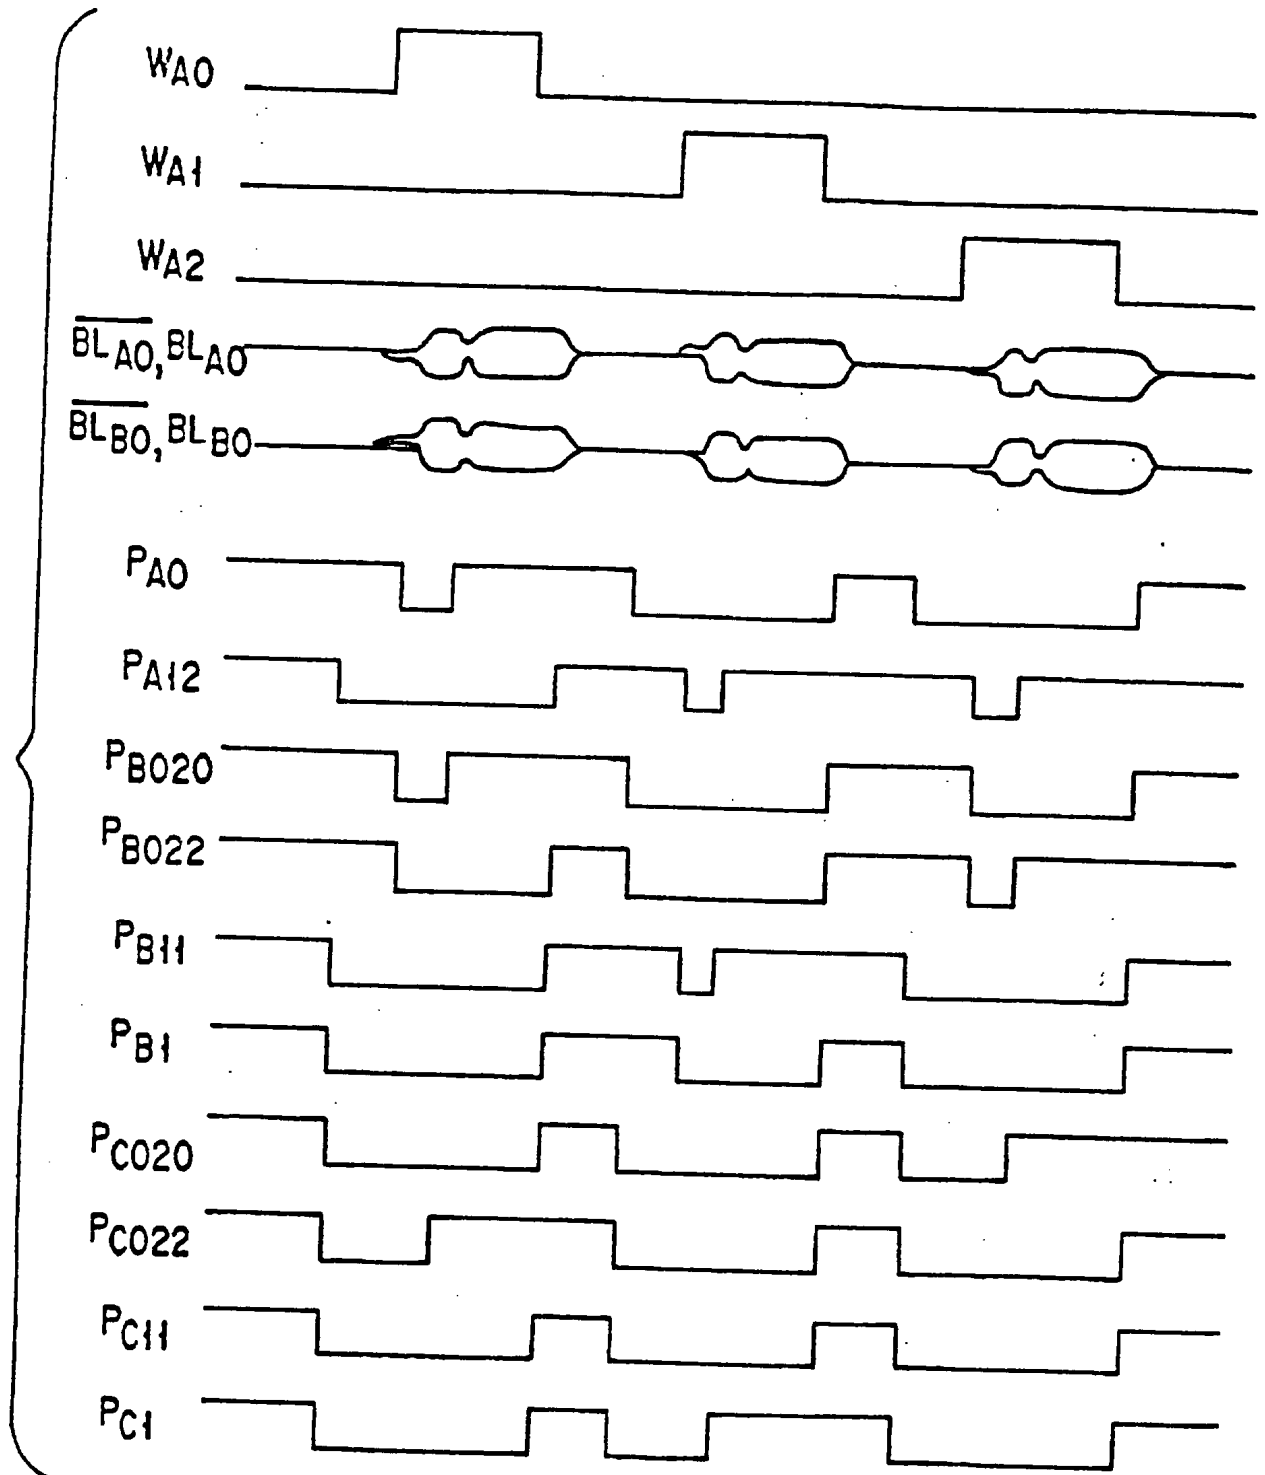 WA0
WA1
WA2
BLA0, BLA0
BLB0, BLB0
PA0
PA12
PB020
PB022
PB11
PB1
PC020
PC022
PC11
PC1